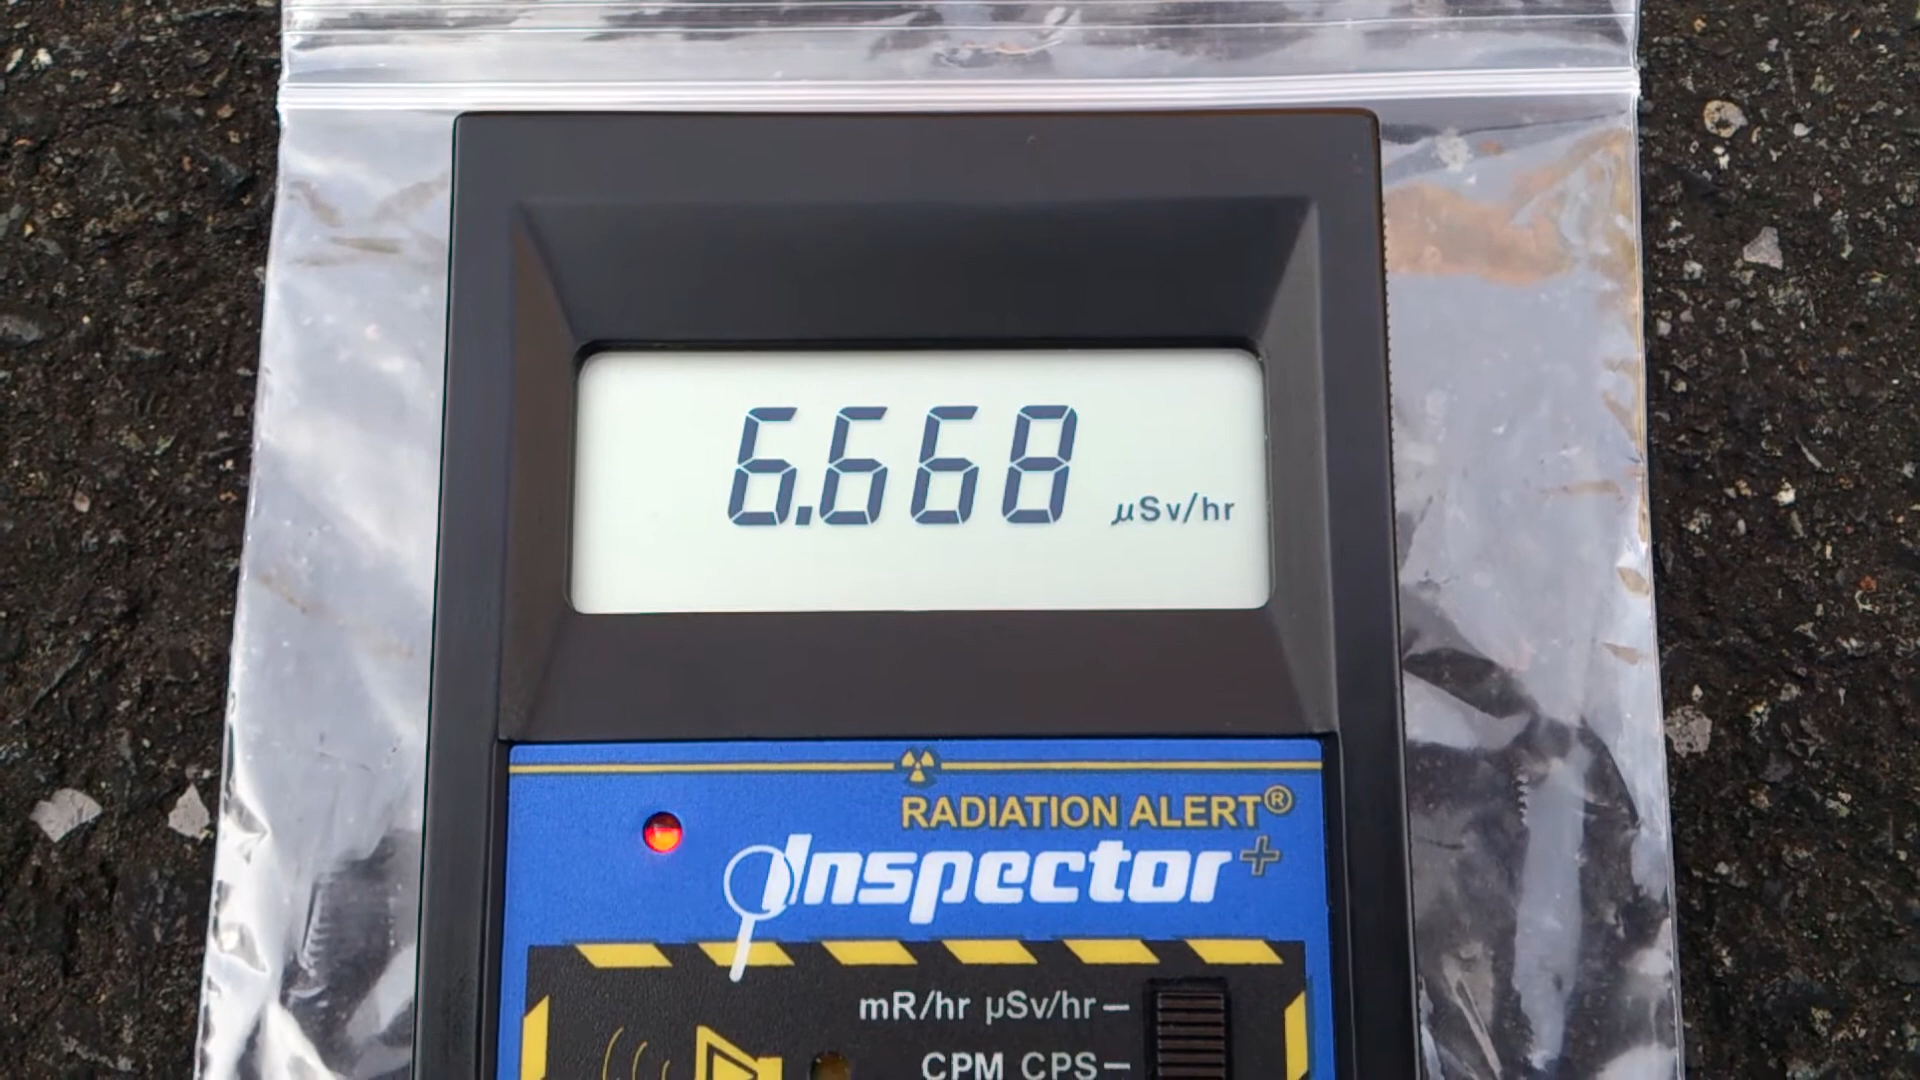 6.668 µSv/hr
RADIATION ALERT®
Inspector+
mR/hr µSv/hr
CPM CPS